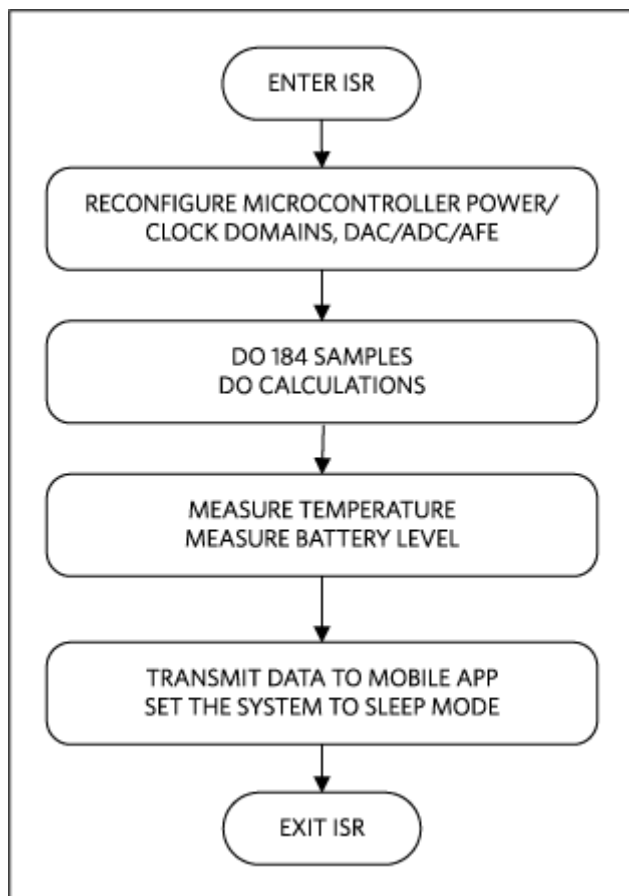 ENTER ISR
RECONFIGURE MICROCONTROLLER POWER/
CLOCK DOMAINS, DAC/ADC/AFE
DO 184 SAMPLES
DO CALCULATIONS
MEASURE TEMPERATURE
MEASURE BATTERY LEVEL
TRANSMIT DATA TO MOBILE APP
SET THE SYSTEM TO SLEEP MODE
EXIT ISR